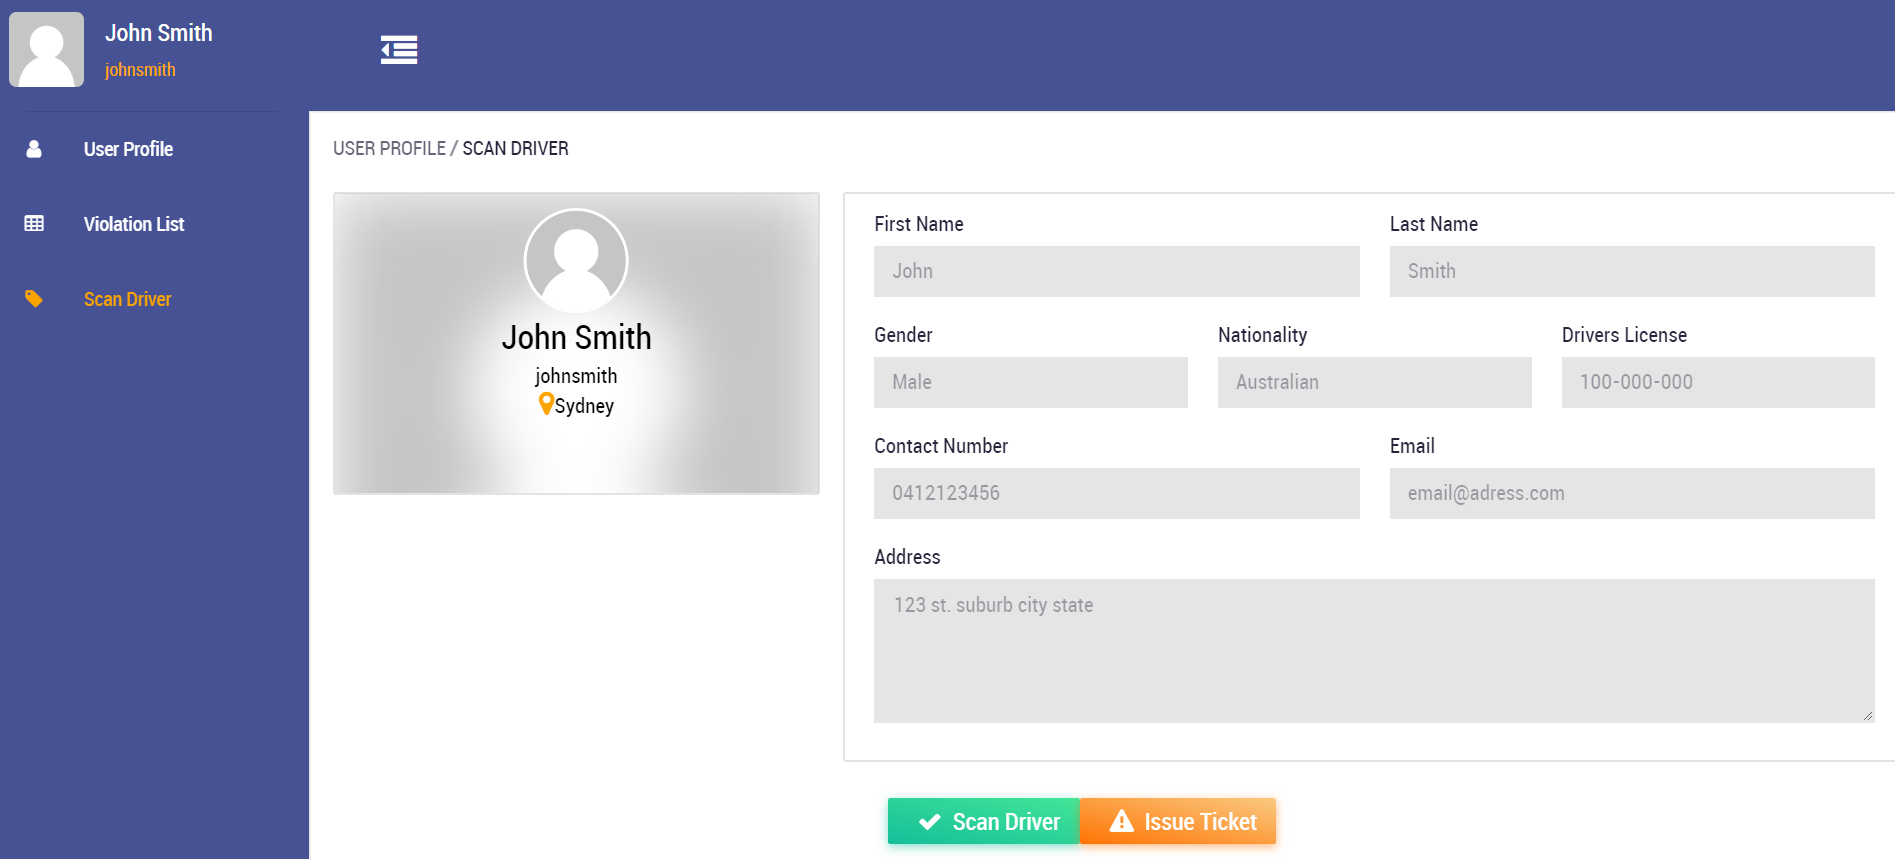 John Smith
johnsmith
User Profile
Violation List
Scan Driver
USER PROFILE / SCAN DRIVER
John Smith
johnsmith
Sydney
First Name
Last Name
John
Smith
Gender
Nationality
Drivers License
Male
Australian
100-000-000
Contact Number
Email
0412123456
email@adress.com
Address
123 st. suburb city state
Scan Driver
Issue Ticket